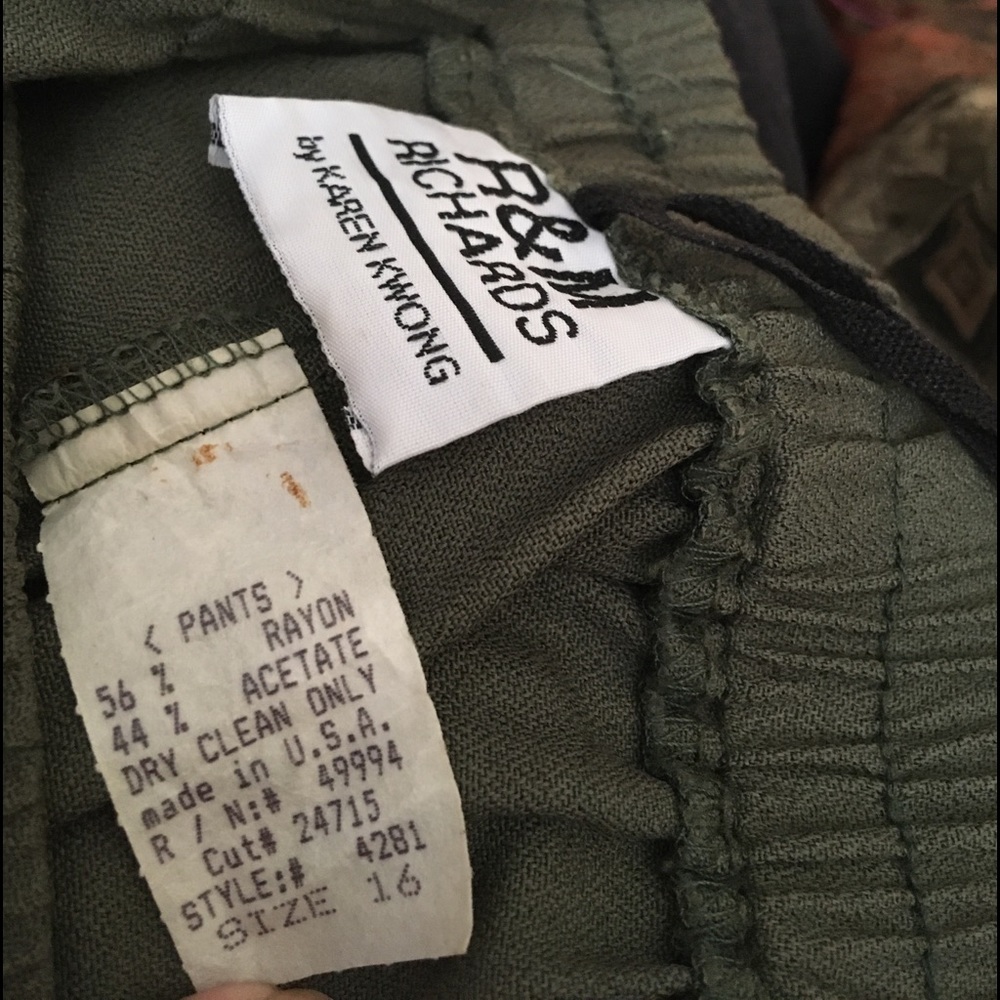 R&M
RICHARDS
by KAREN KWONG
< PANTS >
56 % RAYON
44 % ACETATE
DRY CLEAN ONLY
made in U.S.A.
R / N:# 49994
Cut# 24715
STYLE:# 4281
SIZE 16